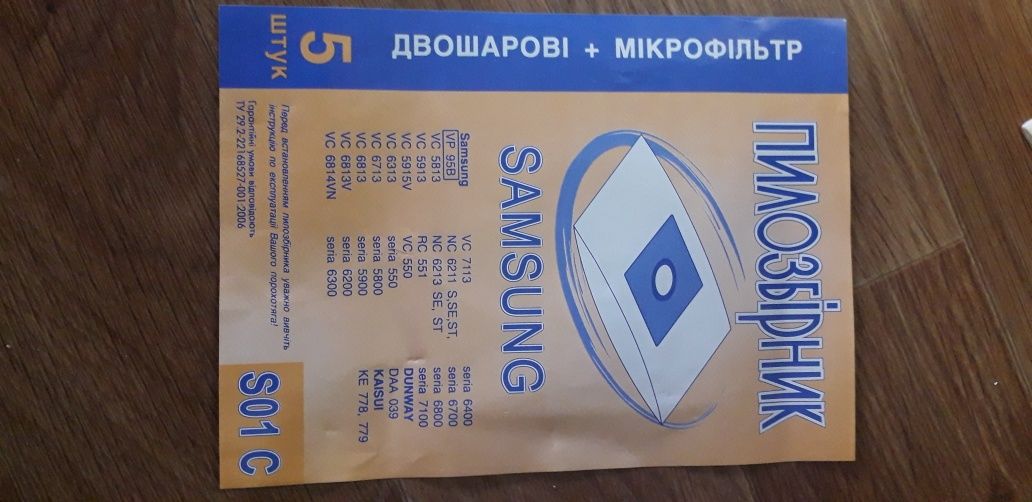 ПИЛОЗБІРНИК
SAMSUNG
Samsung
VP 95B
VC 5813
VC 5913
VC 5915V
VC 6313
VC 6713
VC 6813
VC 6813V
VC 6814VN
VC 7113
NC 6211 S,SE,ST,
NC 6213 SE, ST
RC 551
VC 550
seria 550
seria 5800
seria 5900
seria 6200
seria 6300
seria 6400
seria 6700
seria 6800
seria 7100
DUNWAY
DAA 039
KAISUI
KE 778, 779
Перед встановленням пилозбірника уважно вивчіть
інструкцію по експлуатації Вашого порохотяга!
Гарантійні умови відповідають
ТУ 29.2-22168527-001:2006
S01 C
5
ШТУК
ДВОШАРОВІ + МІКРОФІЛЬТР